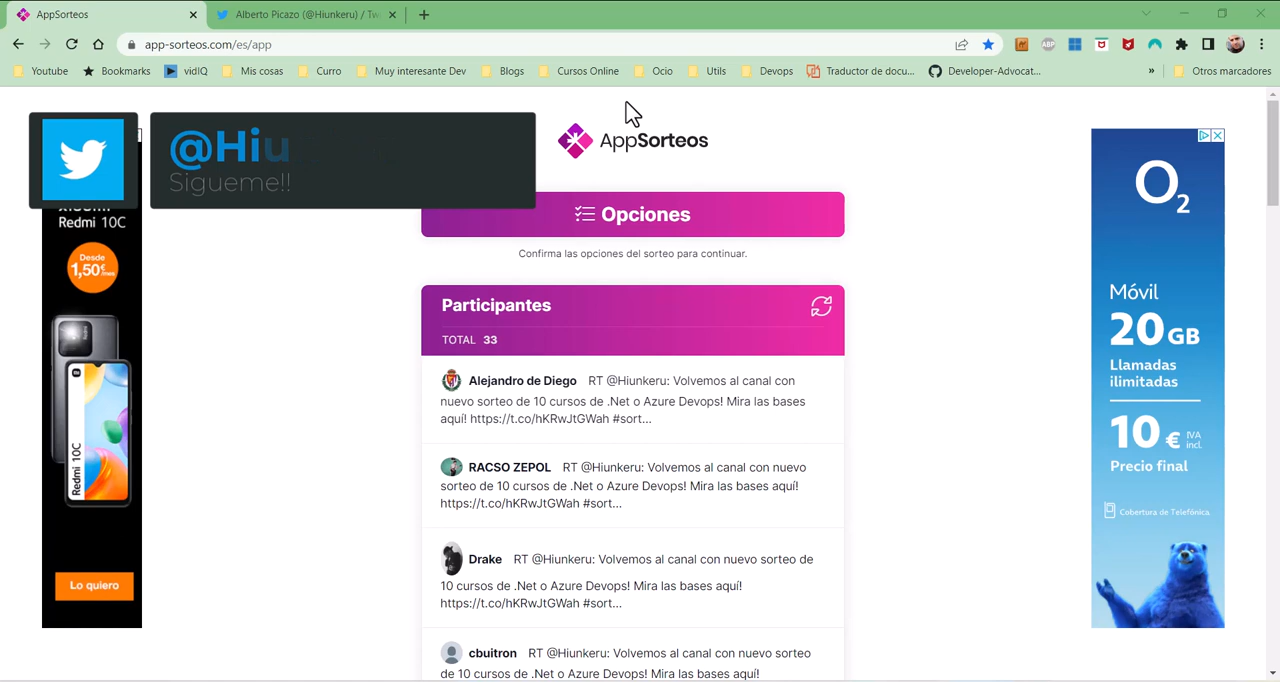 AppSorteos
Alberto Picazo (@Hiunkeru) / Tw
app-sorteos.com/es/app
ABP
Youtube
Bookmarks
vidIQ
Mis cosas
Curro
Muy interesante Dev
Blogs
Cursos Online
Ocio
Utils
Devops
Traductor de docu...
Developer-Advocat...
»
Otros marcadores
@Hiu
Sigueme!!
AppSorteos
Redmi 10C
Desde
1,50€
Redmi 10C
Lo quiero
Opciones
Confirma las opciones del sorteo para continuar.
Participantes
TOTAL 33
Alejandro de Diego RT @Hiunkeru: Volvemos al canal con
nuevo sorteo de 10 cursos de .Net o Azure Devops! Mira las bases
aquí! https://t.co/hKRwJtGWah #sort...
RACSO ZEPOL RT @Hiunkeru: Volvemos al canal con nuevo
sorteo de 10 cursos de .Net o Azure Devops! Mira las bases aquí!
https://t.co/hKRwJtGWah #sort...
Drake RT @Hiunkeru: Volvemos al canal con nuevo sorteo de
10 cursos de .Net o Azure Devops! Mira las bases aquí!
https://t.co/hKRwJtGWah #sort...
cbuitron RT @Hiunkeru: Volvemos al canal con nuevo sorteo
de 10 cursos de .Net o Azure Devops! Mira las bases aquí!
O2
Móvil
20GB
Llamadas
ilimitadas
10€ IVA
incl.
Precio final
Cobertura de Telefónica.